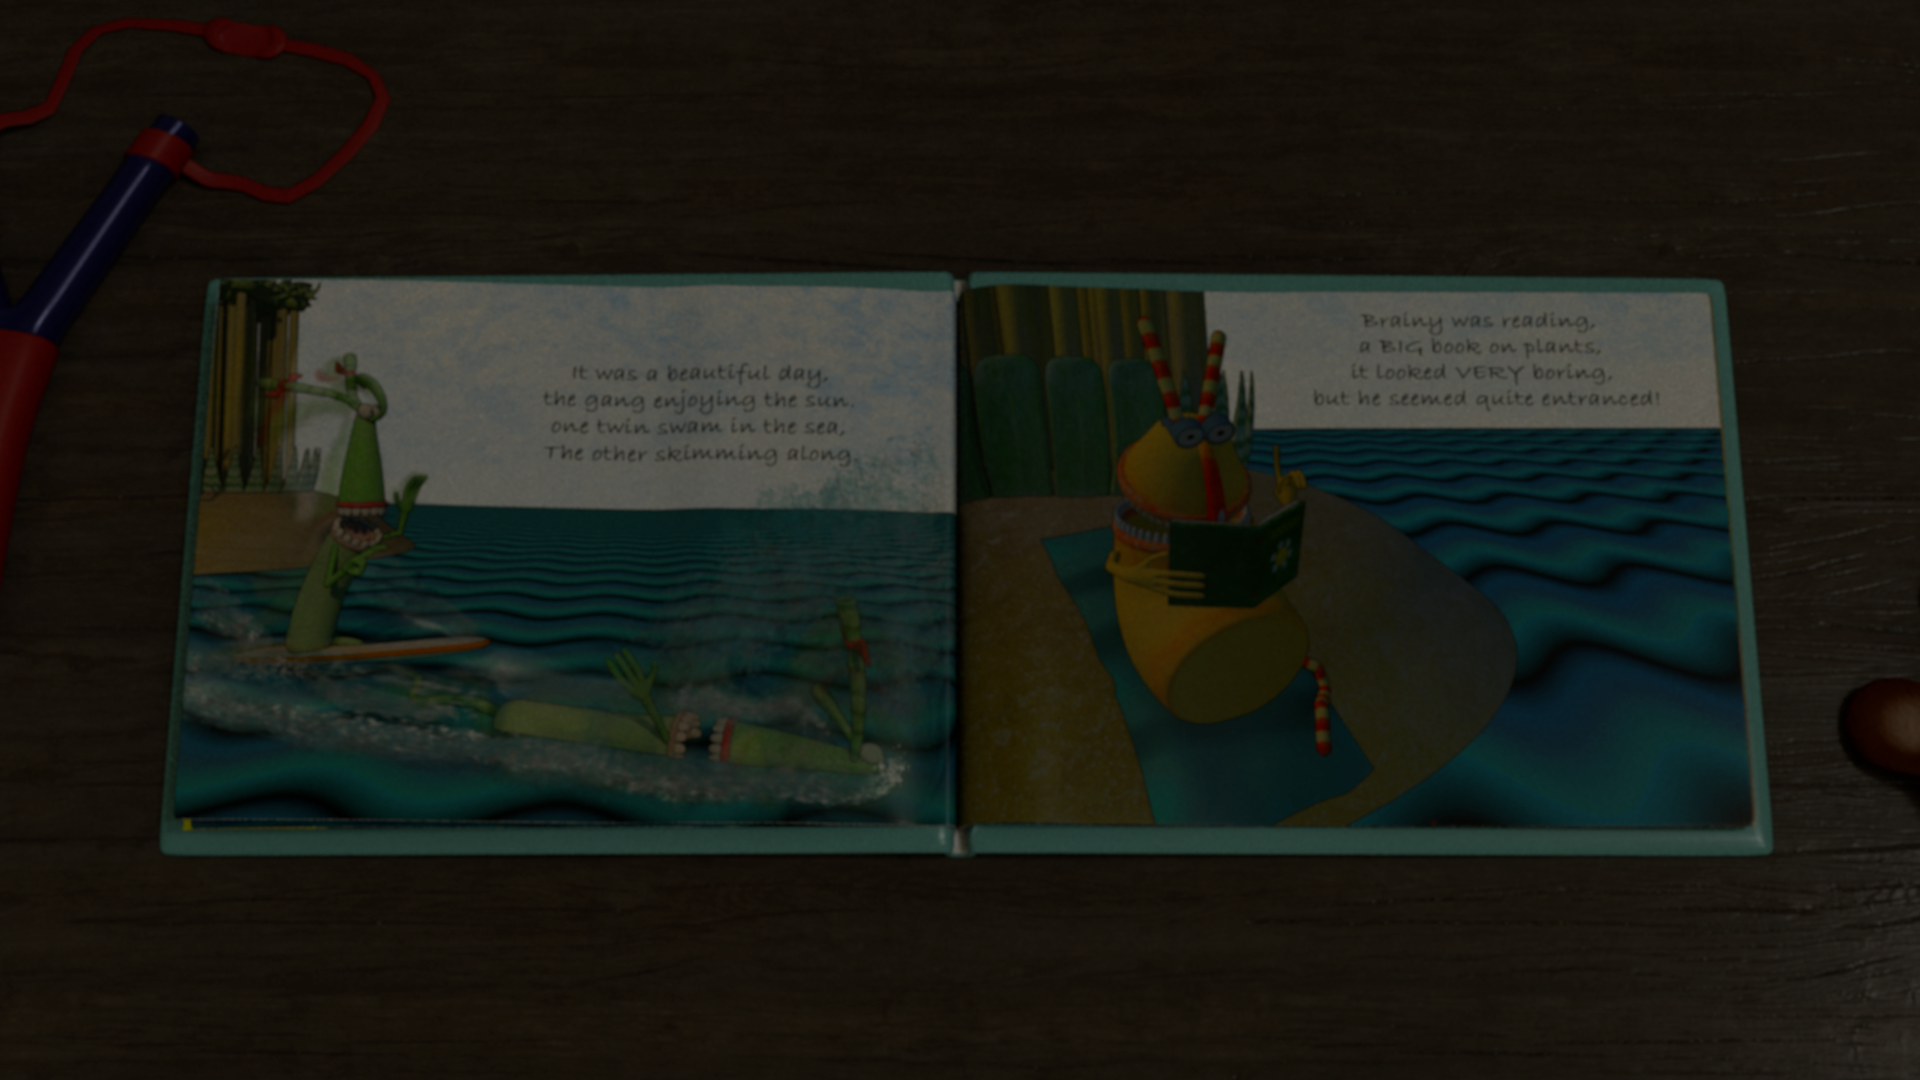 It was a beautiful day,
the gang enjoying the sun.
one twin swam in the sea,
The other skimming along.
Brainy was reading,
a BIG book on plants,
it looked VERY boring,
but he seemed quite entranced!